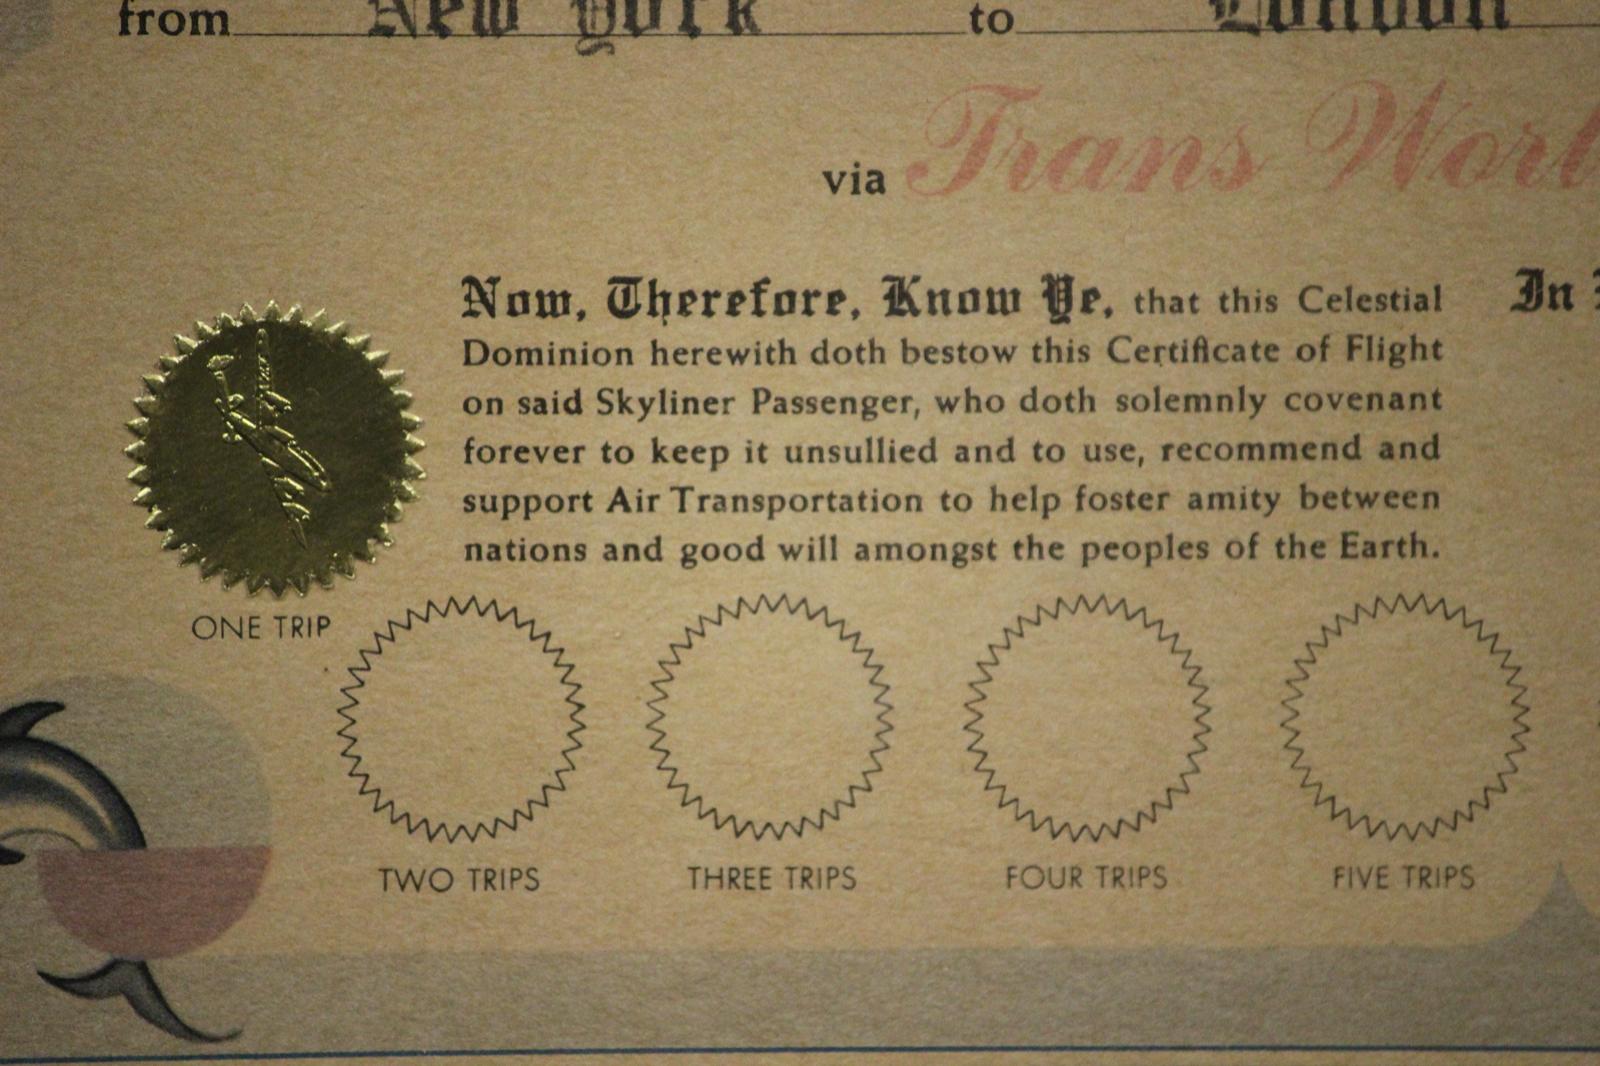 from New York to London
via Trans Worl
Now, Therefore, Know Ye, that this Celestial
Dominion herewith doth bestow this Certificate of Flight
on said Skyliner Passenger, who doth solemnly covenant
forever to keep it unsullied and to use, recommend and
support Air Transportation to help foster amity between
nations and good will amongst the peoples of the Earth.
In
ONE TRIP
TWO TRIPS THREE TRIPS FOUR TRIPS FIVE TRIPS